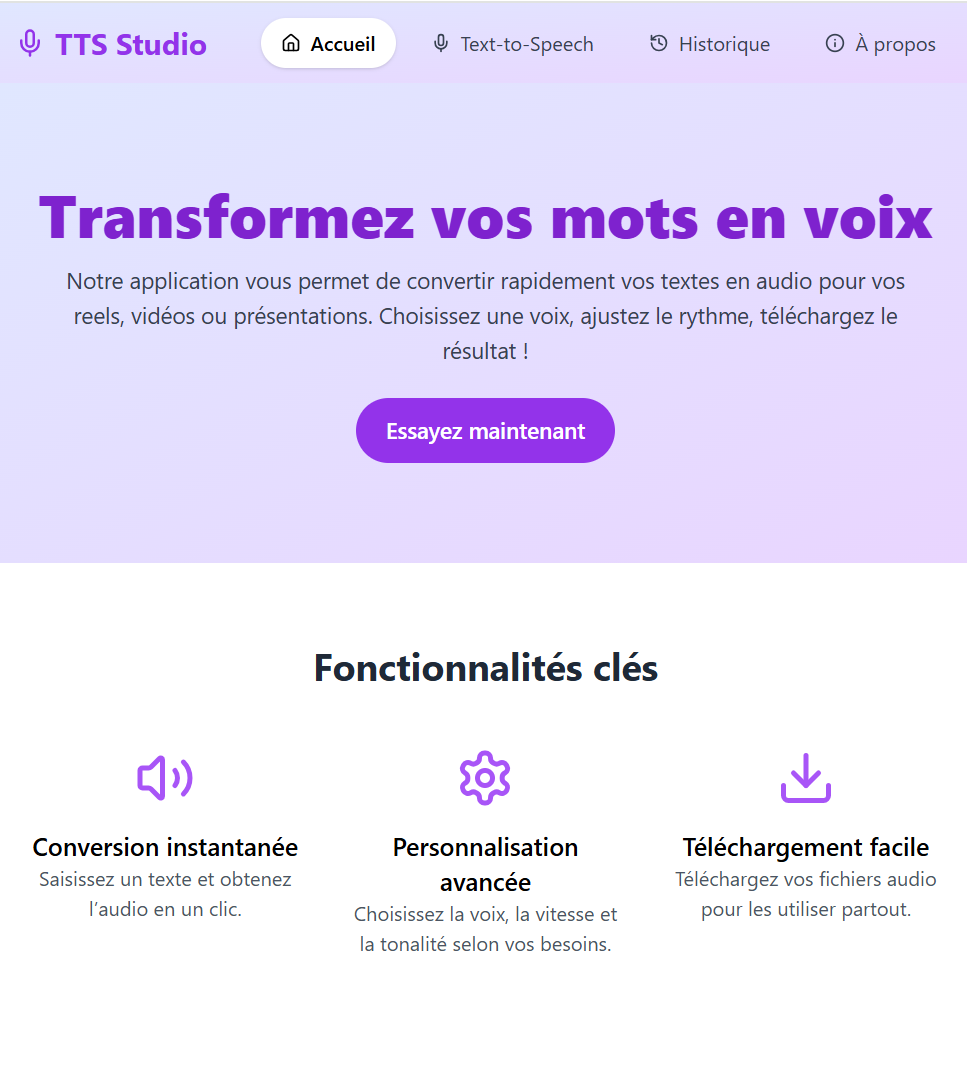 TTS Studio
Accueil
Text-to-Speech
Historique
À propos
Transformez vos mots en voix
Notre application vous permet de convertir rapidement vos textes en audio pour vos
reels, vidéos ou présentations. Choisissez une voix, ajustez le rythme, téléchargez le
résultat !
Essayez maintenant
Fonctionnalités clés
Conversion instantanée
Saisissez un texte et obtenez
l’audio en un clic.
Personnalisation
avancée
Choisissez la voix, la vitesse et
la tonalité selon vos besoins.
Téléchargement facile
Téléchargez vos fichiers audio
pour les utiliser partout.